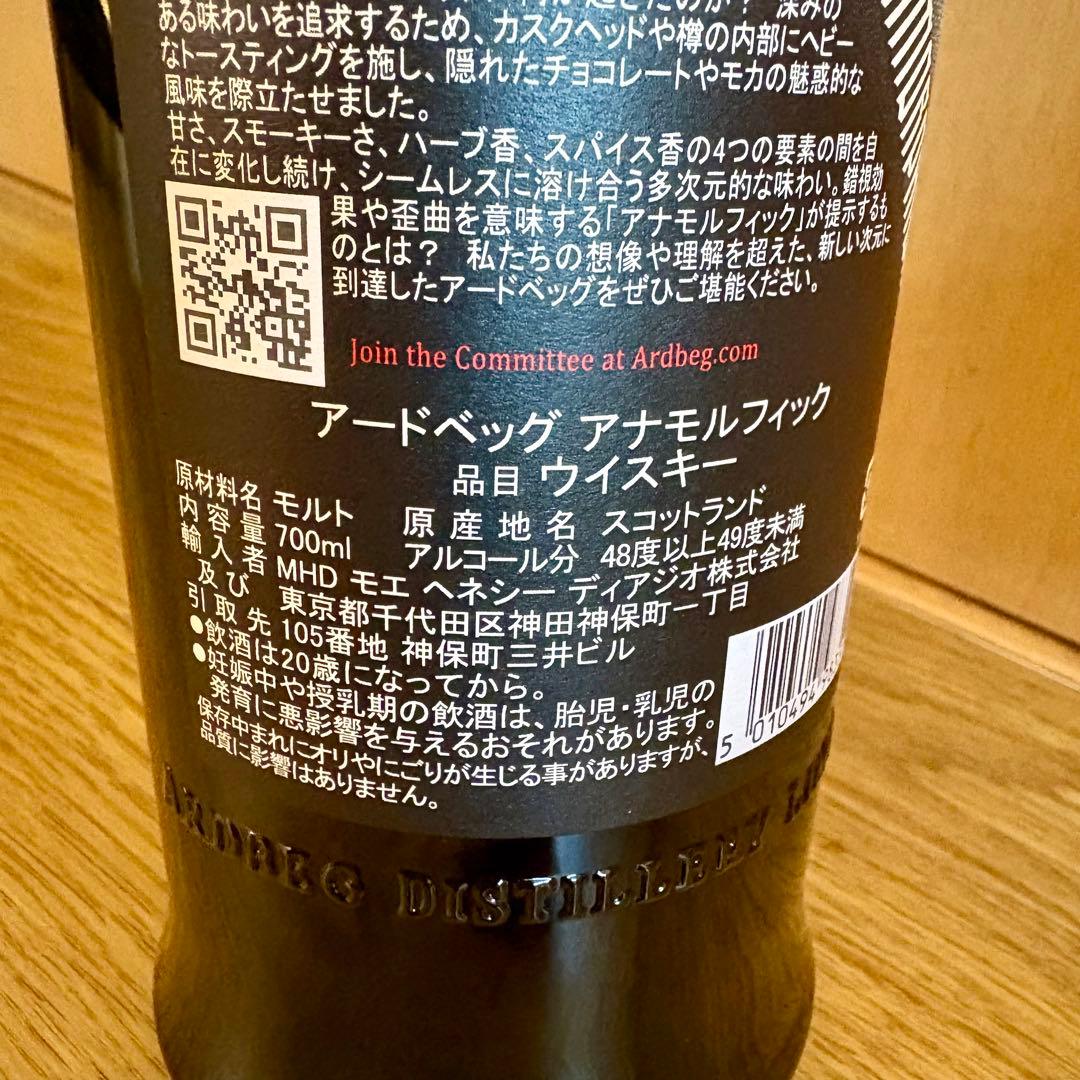 深みの
ある味わいを追求するため、カスクヘッドや樽の内部にヘビー
なトースティングを施し、隠れたチョコレートやモカの魅惑的な
風味を際立たせました。
甘さ、スモーキーさ、ハーブ香、スパイス香の4つの要素の間を自
在に変化し続け、シームレスに溶け合う多次元的な味わい。錯視効
果や歪曲を意味する「アナモルフィック」が提示するも
のとは? 私たちの想像や理解を超えた、新しい次元に
到達したアードベッグをぜひご堪能ください。
Join the Committee at Ardbeg.com
アードベッグ アナモルフィック
品目 ウイスキー
原材料名 モルト 原産地名 スコットランド
内容量 700ml アルコール分 48度以上49度未満
輸入者 MHD モエ ヘネシー ディアジオ株式会社
及び 東京都千代田区神田神保町一丁目
引取先 105番地 神保町三井ビル
●飲酒は20歳になってから。
●妊娠中や授乳期の飲酒は、胎児・乳児の
発育に悪影響を与えるおそれがあります。
保存中まれにオリやにごりが生じる事がありますが、
品質に影響はありません。
5 010494
ARDBEG DISTILLERY